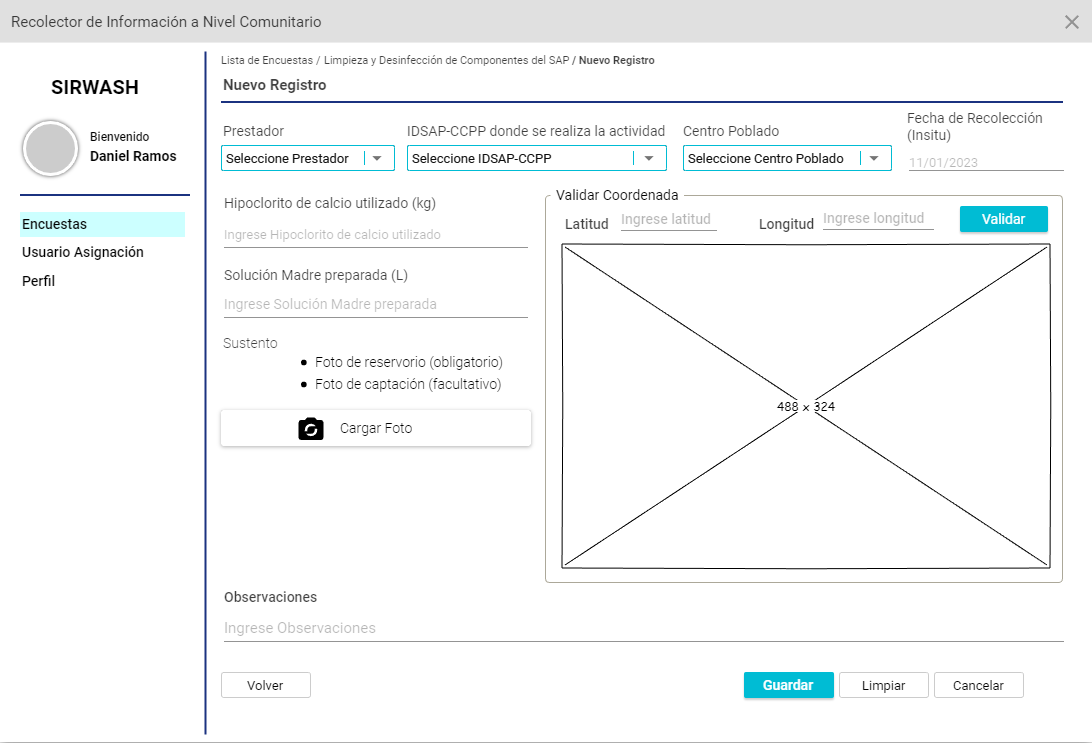 Recolector de Información a Nivel Comunitario
SIRWASH
Bienvenido
Daniel Ramos
Encuestas
Usuario Asignación
Perfil
Lista de Encuestas / Limpieza y Desinfección de Componentes del SAP / Nuevo Registro
Nuevo Registro
Prestador
Seleccione Prestador
IDSAP-CCPP donde se realiza la actividad
Seleccione IDSAP-CCPP
Centro Poblado
Seleccione Centro Poblado
Fecha de Recolección
(Insitu)
11/01/2023
Hipoclorito de calcio utilizado (kg)
Ingrese Hipoclorito de calcio utilizado
Solución Madre preparada (L)
Ingrese Solución Madre preparada
Sustento
Foto de reservorio (obligatorio)
Foto de captación (facultativo)
Cargar Foto
Validar Coordenada
Latitud
Ingrese latitud
Longitud
Ingrese longitud
Validar
488 x 324
Observaciones
Ingrese Observaciones
Volver
Guardar
Limpiar
Cancelar